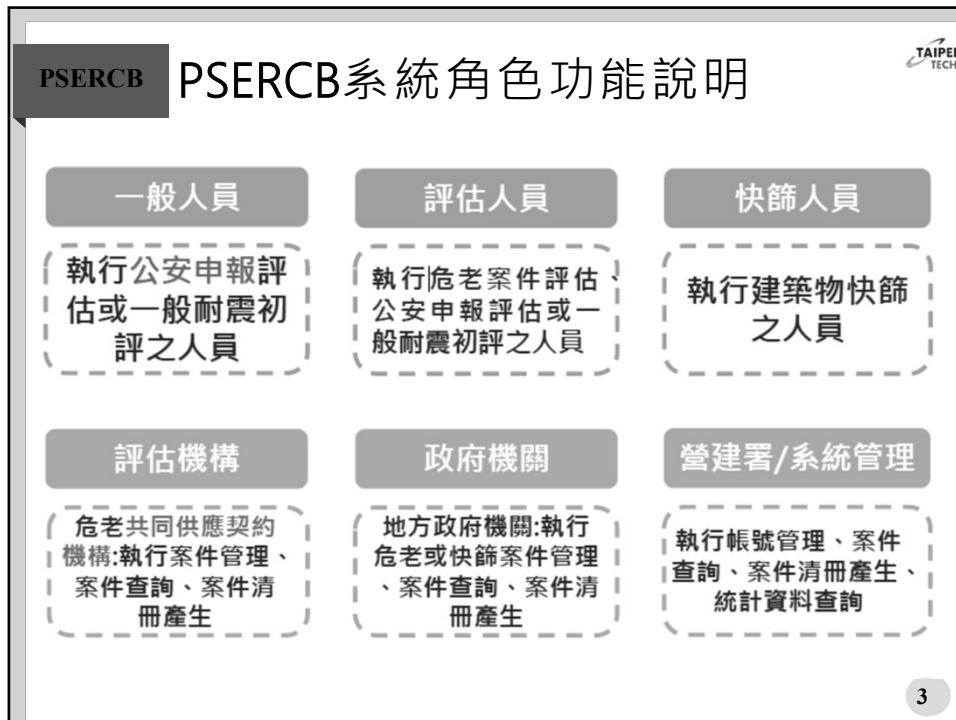 PSERCB
PSERCB系統角色功能說明
TAIPEI
TECH
一般人員
執行公安申報評
估或一般耐震初
評之人員
評估人員
執行危老案件評估、
公安申報評估或一
般耐震初評之人員
快篩人員
執行建築物快篩
之人員
評估機構
危老共同供應契約
機構:執行案件管理、
案件查詢、案件清
冊產生
政府機關
地方政府機關:執行
危老或快篩案件管理
、案件查詢、案件清
冊產生
營建署/系統管理
執行帳號管理、案件
查詢、案件清冊產生、
統計資料查詢
3